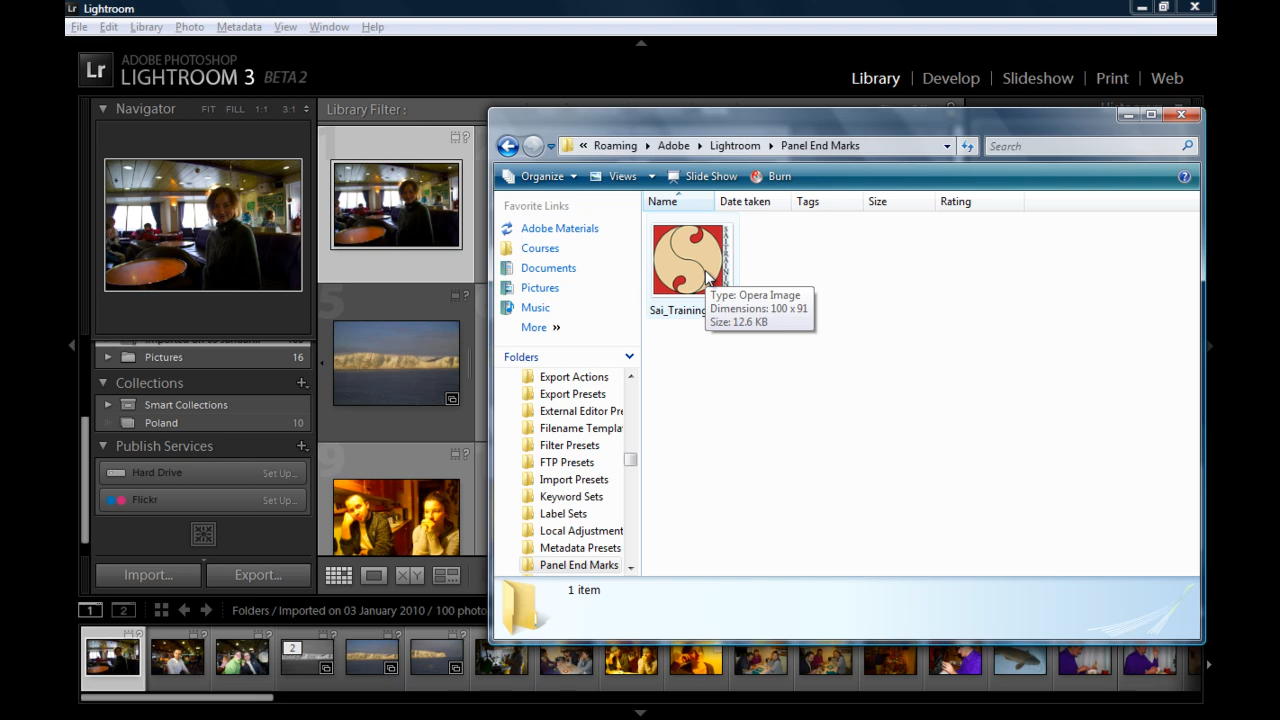 Lr Lightroom
File Edit Library Photo Metadata View Window Help
Lr ADOBE PHOTOSHOP
LIGHTROOM 3 BETA 2
Library | Develop | Slideshow | Print | Web
Navigator FIT FILL 1:1 3:1
Library Filter :
Pictures 16
Collections
Smart Collections
Poland 10
Publish Services
Hard Drive Set Up...
Flickr Set Up...
Import... Export...
1 2 Folders / Imported on 03 January 2010 / 100 photo
2
5
9
XY
« Roaming Adobe Lightroom Panel End Marks
Search
Organize Views Slide Show Burn
Favorite Links
Adobe Materials
Courses
Documents
Pictures
Music
More »
Folders
Export Actions
Export Presets
External Editor Pre
Filename Templa
Filter Presets
FTP Presets
Import Presets
Keyword Sets
Label Sets
Local Adjustment
Metadata Presets
Panel End Marks
Name Date taken Tags Size Rating
Sai_Training
Type: Opera Image
Dimensions: 100 x 91
Size: 12.6 KB
1 item